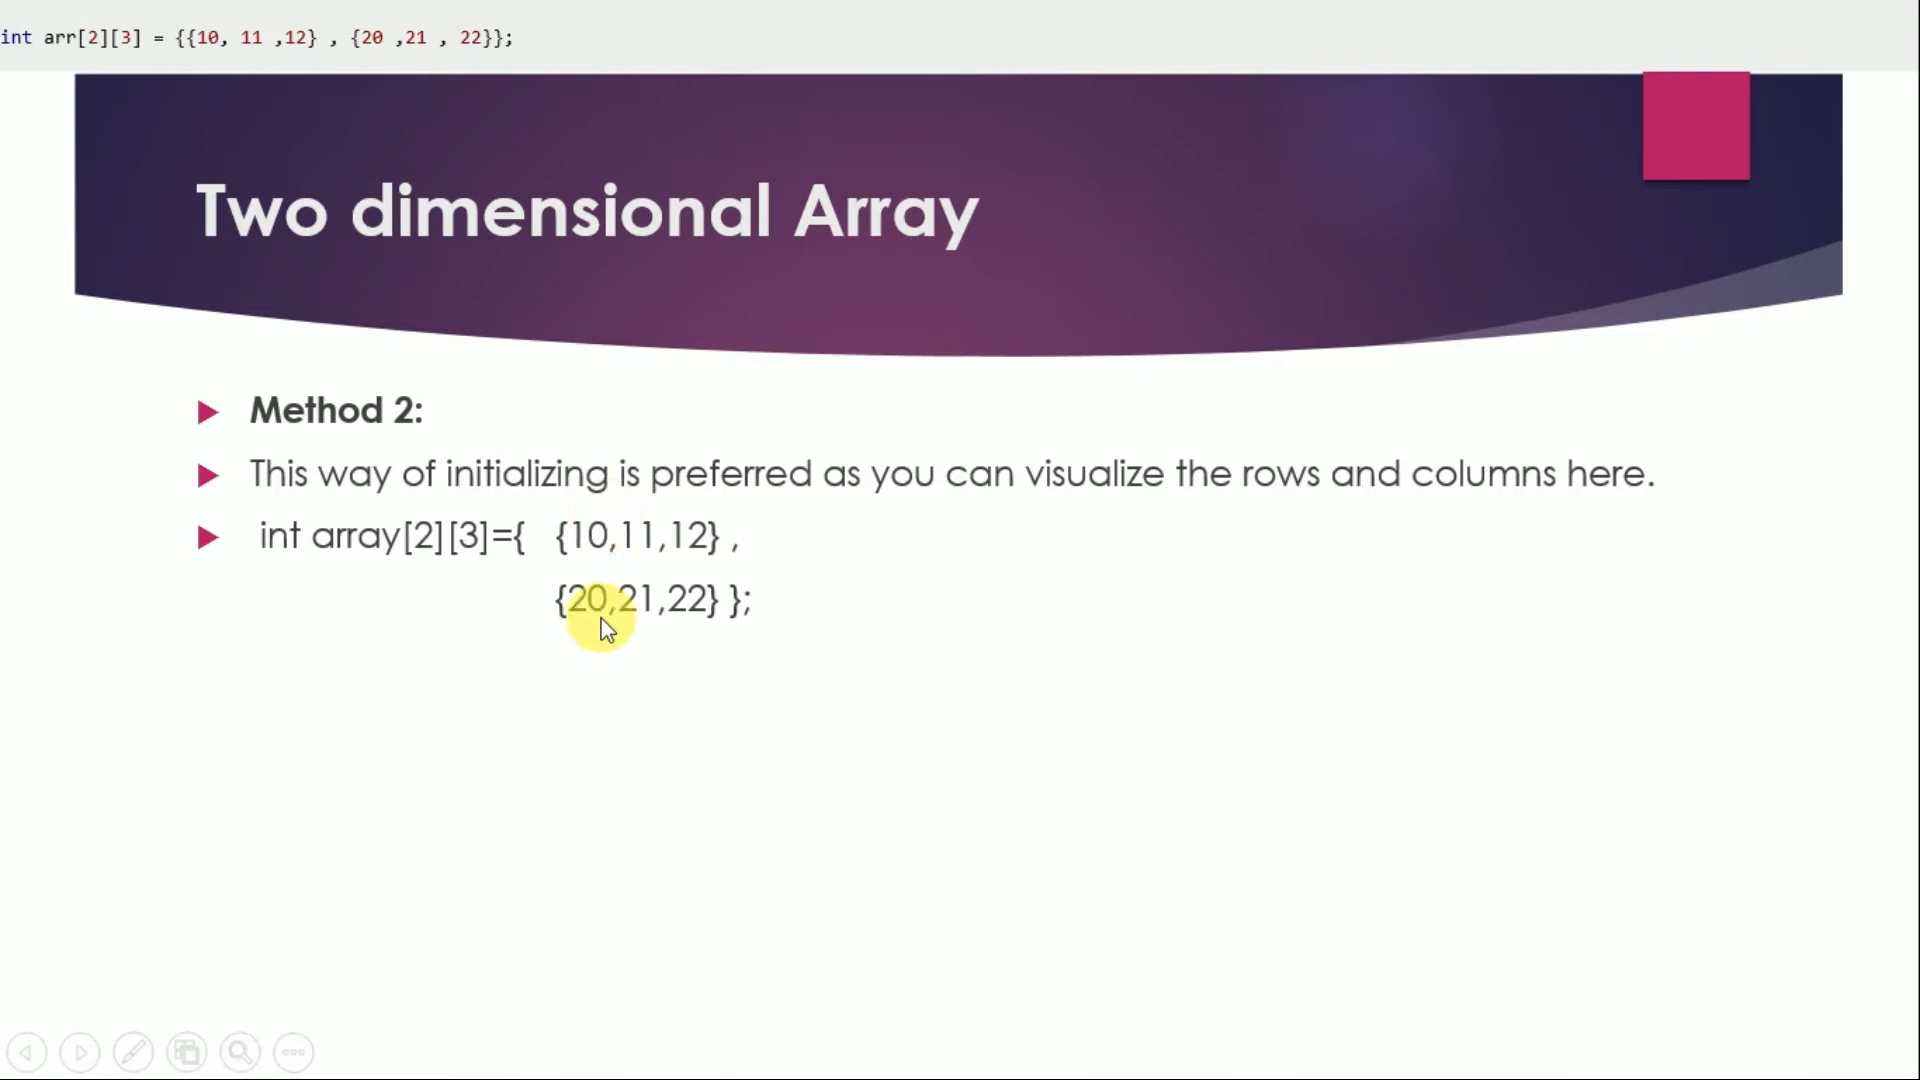 int arr[2][3] = {{10, 11 ,12} , {20 ,21 , 22}};
Two dimensional Array
Method 2:
This way of initializing is preferred as you can visualize the rows and columns here.
int array[2][3]={ {10,11,12} ,
{20,21,22} };